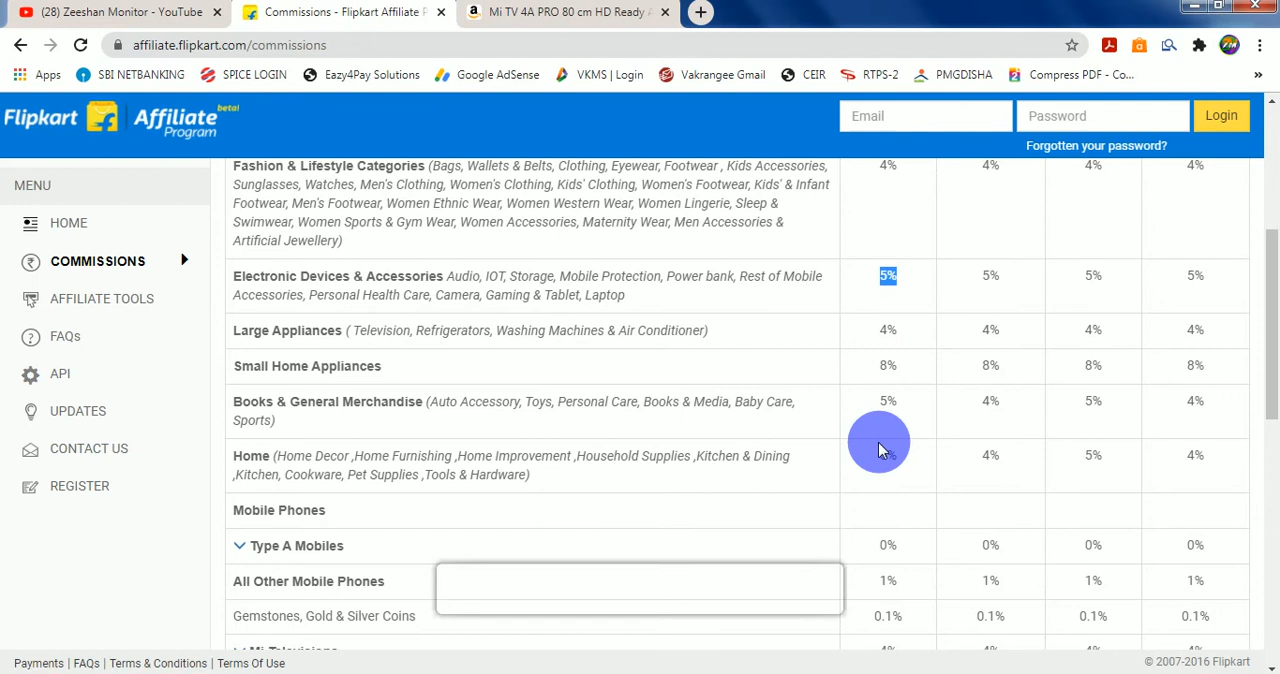 (28) Zeeshan Monitor - YouTube
Commissions - Flipkart Affiliate P
Mi TV 4A PRO 80 cm HD Ready A
affiliate.flipkart.com/commissions
Apps SBI NETBANKING SPICE LOGIN Eazy4Pay Solutions Google AdSense VKMS | Login Vakrangee Gmail CEIR RTPS-2 PMGDISHA Compress PDF - Co... »
Flipkart Affiliate Program beta!
Email Password Login
Forgotten your password?
MENU
HOME
COMMISSIONS
AFFILIATE TOOLS
FAQs
API
UPDATES
CONTACT US
REGISTER
Fashion & Lifestyle Categories (Bags, Wallets & Belts, Clothing, Eyewear, Footwear , Kids Accessories, 4% 4% 4% 4%
Sunglasses, Watches, Men's Clothing, Women's Clothing, Kids' Clothing, Women's Footwear, Kids' & Infant
Footwear, Men's Footwear, Women Ethnic Wear, Women Western Wear, Women Lingerie, Sleep &
Swimwear, Women Sports & Gym Wear, Women Accessories, Maternity Wear, Men Accessories &
Artificial Jewellery)
Electronic Devices & Accessories Audio, IOT, Storage, Mobile Protection, Power bank, Rest of Mobile 5% 5% 5% 5%
Accessories, Personal Health Care, Camera, Gaming & Tablet, Laptop
Large Appliances ( Television, Refrigerators, Washing Machines & Air Conditioner) 4% 4% 4% 4%
Small Home Appliances 8% 8% 8% 8%
Books & General Merchandise (Auto Accessory, Toys, Personal Care, Books & Media, Baby Care, 5% 4% 5% 4%
Sports)
Home (Home Decor ,Home Furnishing ,Home Improvement ,Household Supplies ,Kitchen & Dining 4% 5% 4%
,Kitchen, Cookware, Pet Supplies ,Tools & Hardware)
Mobile Phones
Type A Mobiles 0% 0% 0% 0%
All Other Mobile Phones 1% 1% 1% 1%
Gemstones, Gold & Silver Coins 0.1% 0.1% 0.1% 0.1%
Mi Televisions 4% 4% 4% 4%
Payments | FAQs | Terms & Conditions | Terms Of Use
© 2007-2016 Flipkart